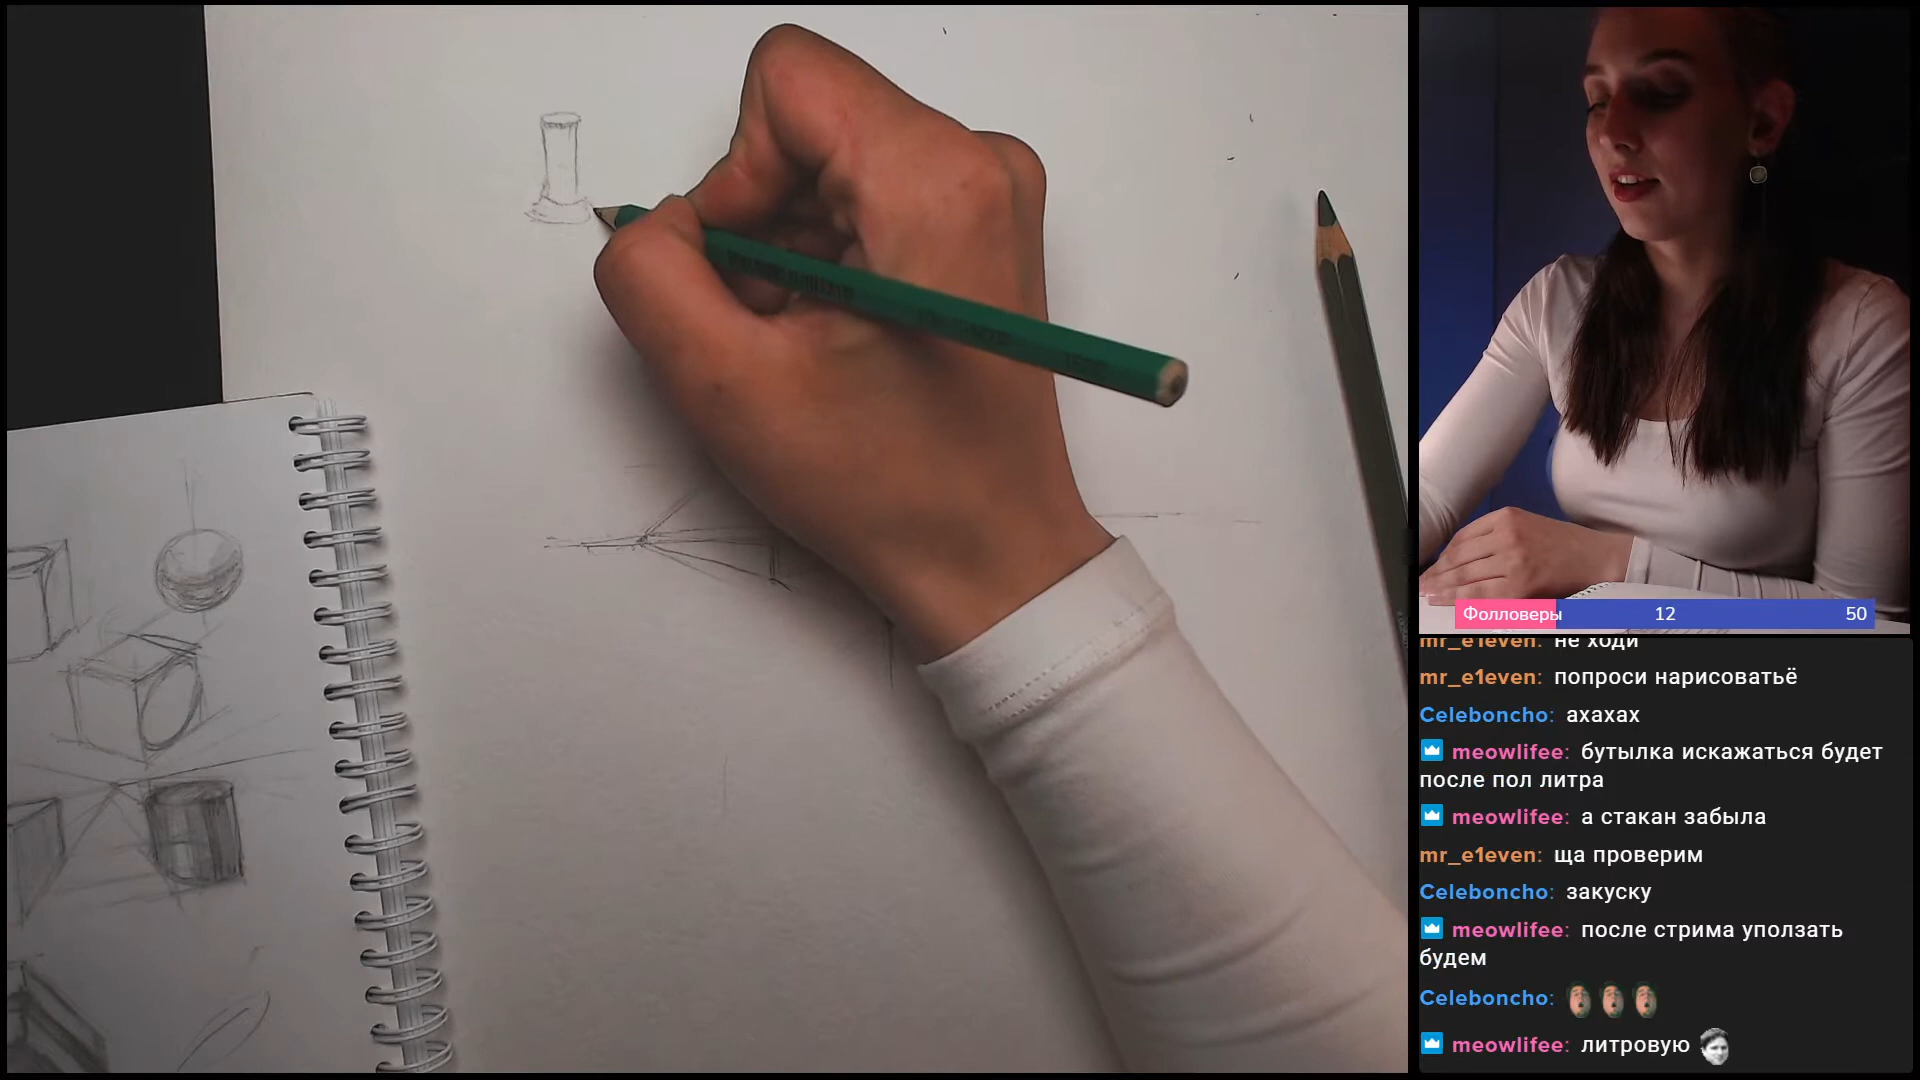 Фолловеры 12 50
mr_e1even: не ходи
mr_e1even: попроси нарисоватьё
Celeboncho: ахахах
meowlifee: бутылка искажаться будет
после пол литра
meowlifee: а стакан забыла
mr_e1even: ща проверим
Celeboncho: закуску
meowlifee: после стрима уползать
будем
Celeboncho:
meowlifee: литровую